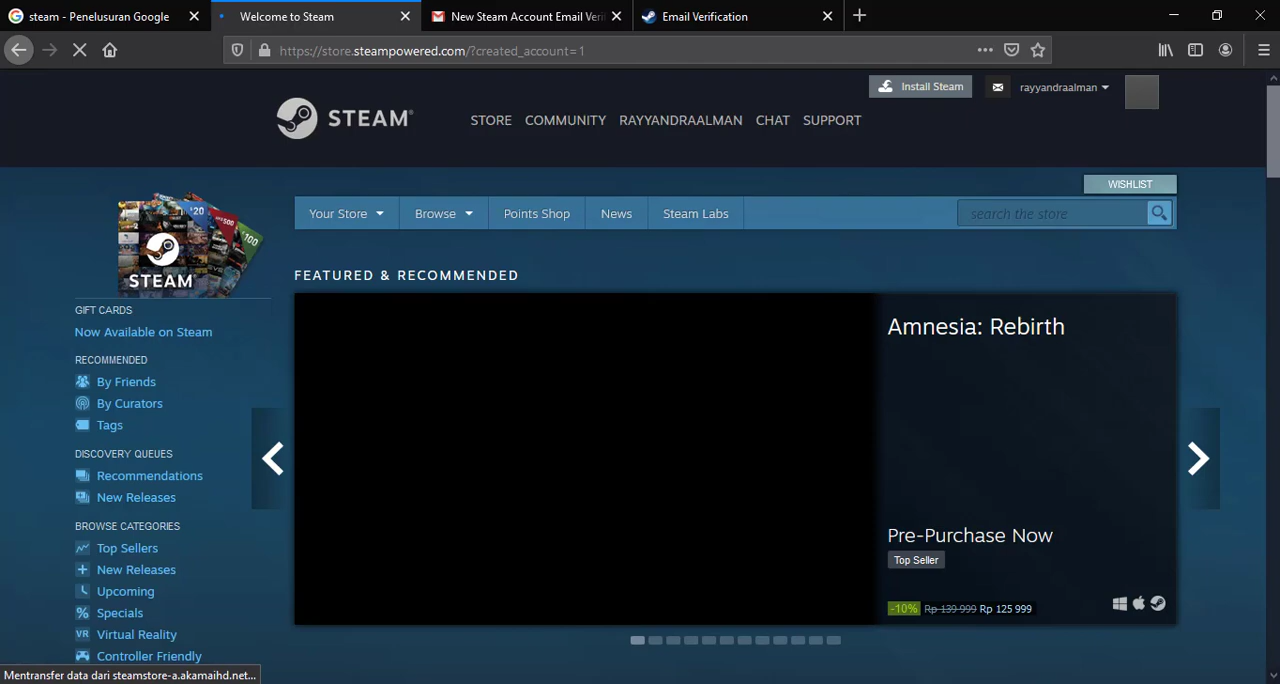 steam - Penelusuran Google
Welcome to Steam
New Steam Account Email Veri
Email Verification
https://store.steampowered.com/?created_account=1
Install Steam
rayyandraalman
STEAM®
STORE
COMMUNITY
RAYYANDRAALMAN
CHAT
SUPPORT
WISHLIST
Your Store
Browse
Points Shop
News
Steam Labs
search the store
$20
$100
STEAM
GIFT CARDS
Now Available on Steam
RECOMMENDED
By Friends
By Curators
Tags
DISCOVERY QUEUES
Recommendations
New Releases
BROWSE CATEGORIES
Top Sellers
New Releases
Upcoming
Specials
VR Virtual Reality
Controller Friendly
FEATURED & RECOMMENDED
Amnesia: Rebirth
Pre-Purchase Now
Top Seller
-10% Rp 139 999 Rp 125 999
Mentransfer data dari steamstore-a.akamaihd.net...